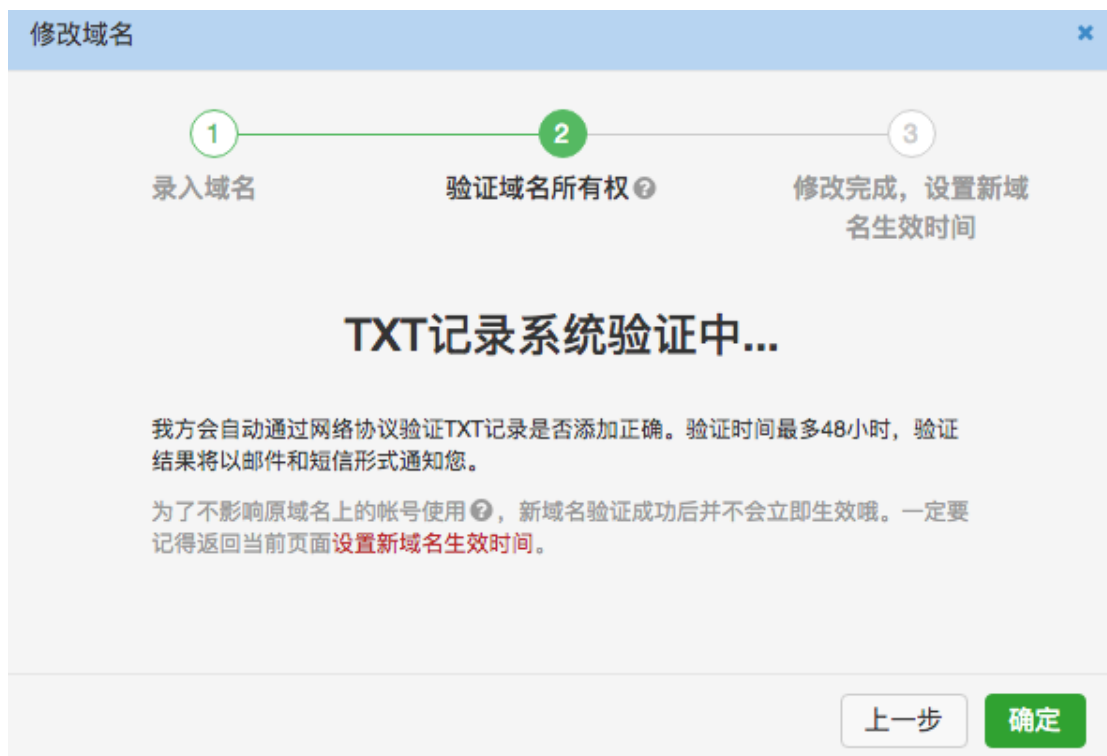 修改域名
1
2
3
录入域名
验证域名所有权
修改完成，设置新域
名生效时间
TXT记录系统验证中...
我方会自动通过网络协议验证TXT记录是否添加正确。验证时间最多48小时，验证
结果将以邮件和短信形式通知您。
为了不影响原域名上的帐号使用，新域名验证成功后并不会立即生效哦。一定要
记得返回当前页面设置新域名生效时间。
上一步
确定